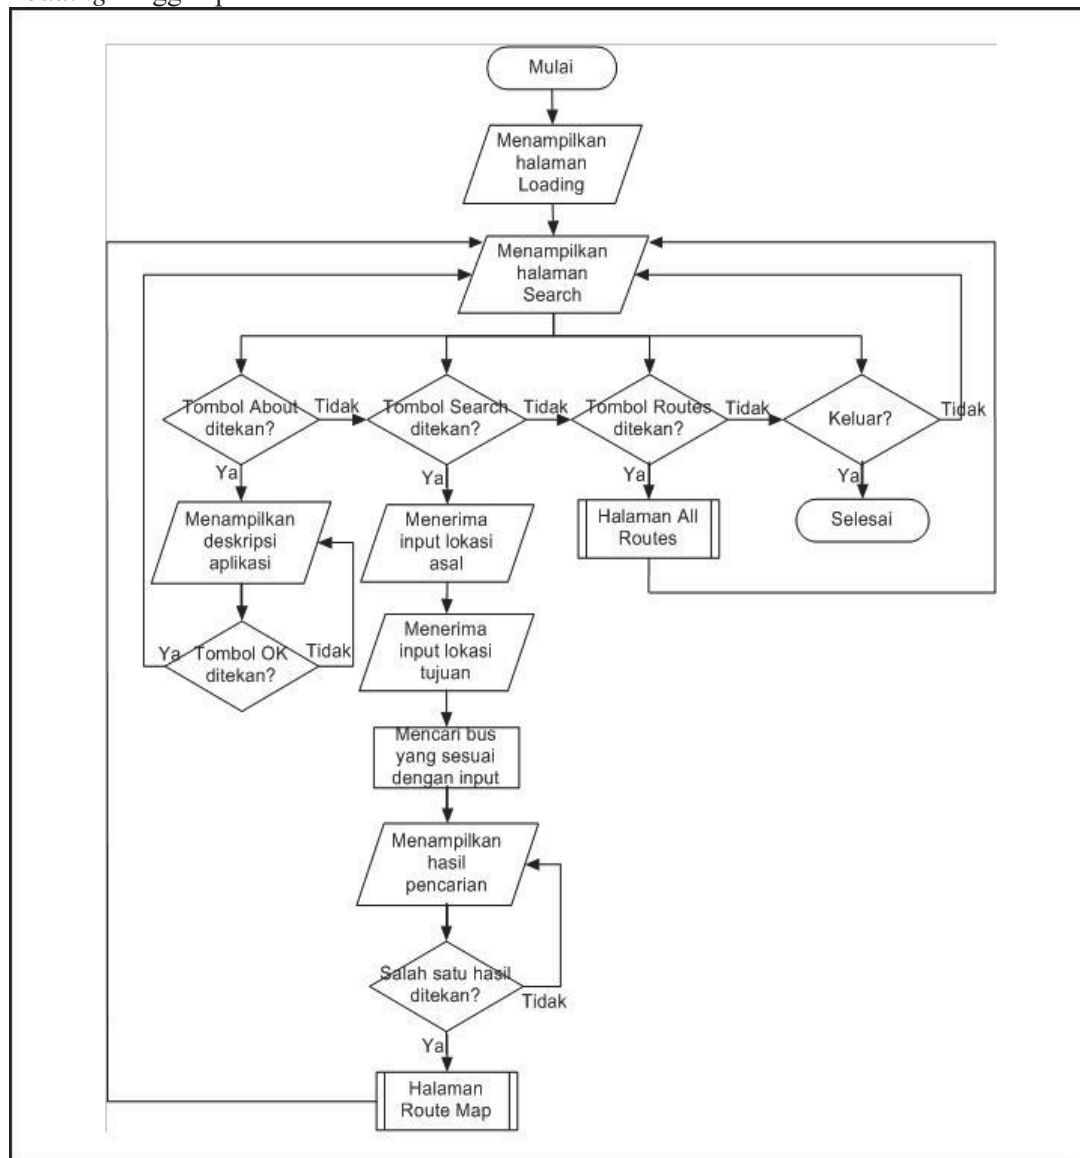 Mulai
Menampilkan
halaman
Loading
Menampilkan
halaman
Search
Tombol About
ditekan?
Tidak
Tombol Search
ditekan?
Tidak
Tombol Routes
ditekan?
Tidak
Keluar?
Tidak
Ya
Ya
Ya
Ya
Menampilkan
deskripsi
aplikasi
Menerima
input lokasi
asal
Halaman All
Routes
Selesai
Ya
Tombol OK
ditekan?
Tidak
Menerima
input lokasi
tujuan
Mencari bus
yang sesuai
dengan input
Menampilkan
hasil
pencarian
Salah satu hasil
ditekan?
Tidak
Ya
Halaman
Route Map